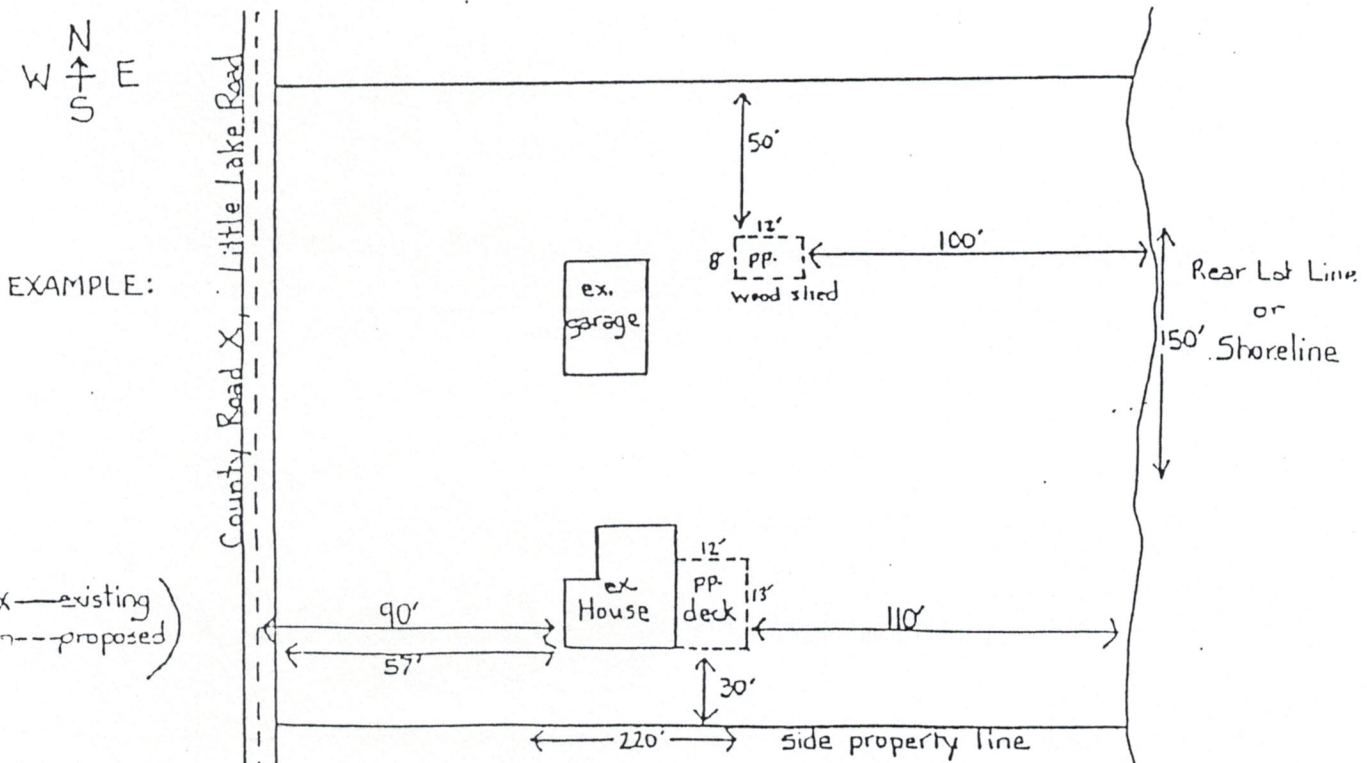 N
W E
S
County Road X, Little Lake Road
50'
12'
8'
pp.
wood shed
100'
Rear Lot Line
or
Shoreline
150'
EXAMPLE:
ex.
garage
12'
pp.
deck
13'
ex
House
existing
proposed
90'
57'
110'
30'
220'
side property line